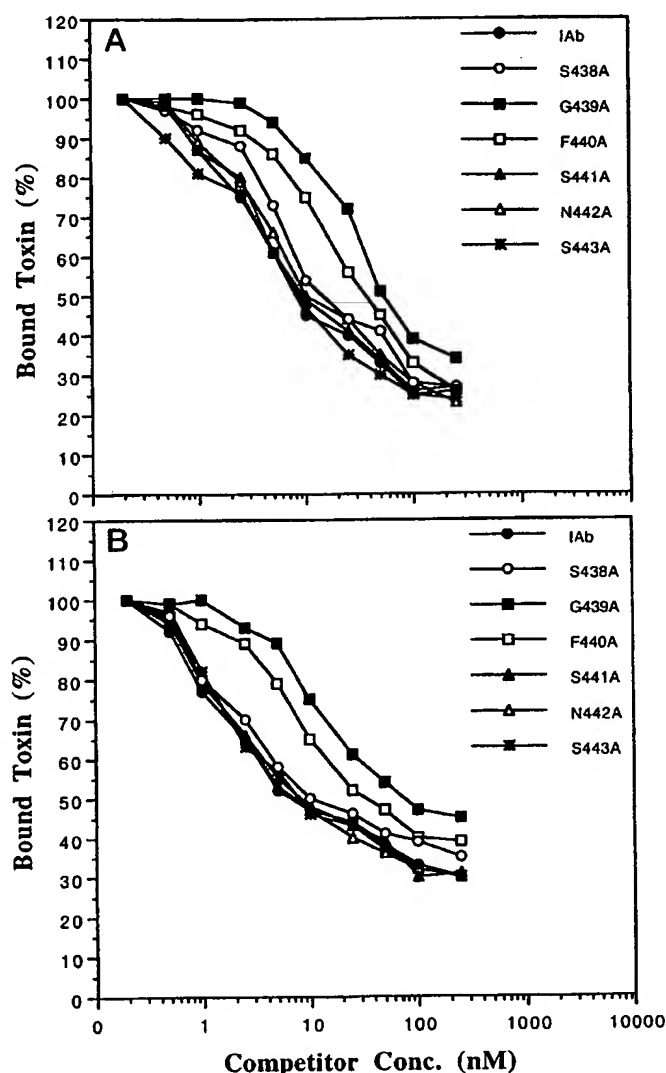 A
120
110
100
90
80
70
60
50
40
30
20
10
0
Bound Toxin (%)
IAb
S438A
G439A
F440A
S441A
N442A
S443A
B
120
110
100
90
80
70
60
50
40
30
20
10
0
Bound Toxin (%)
IAb
S438A
G439A
F440A
S441A
N442A
S443A
0 1 10 100 1000 10000
Competitor Conc. (nM)